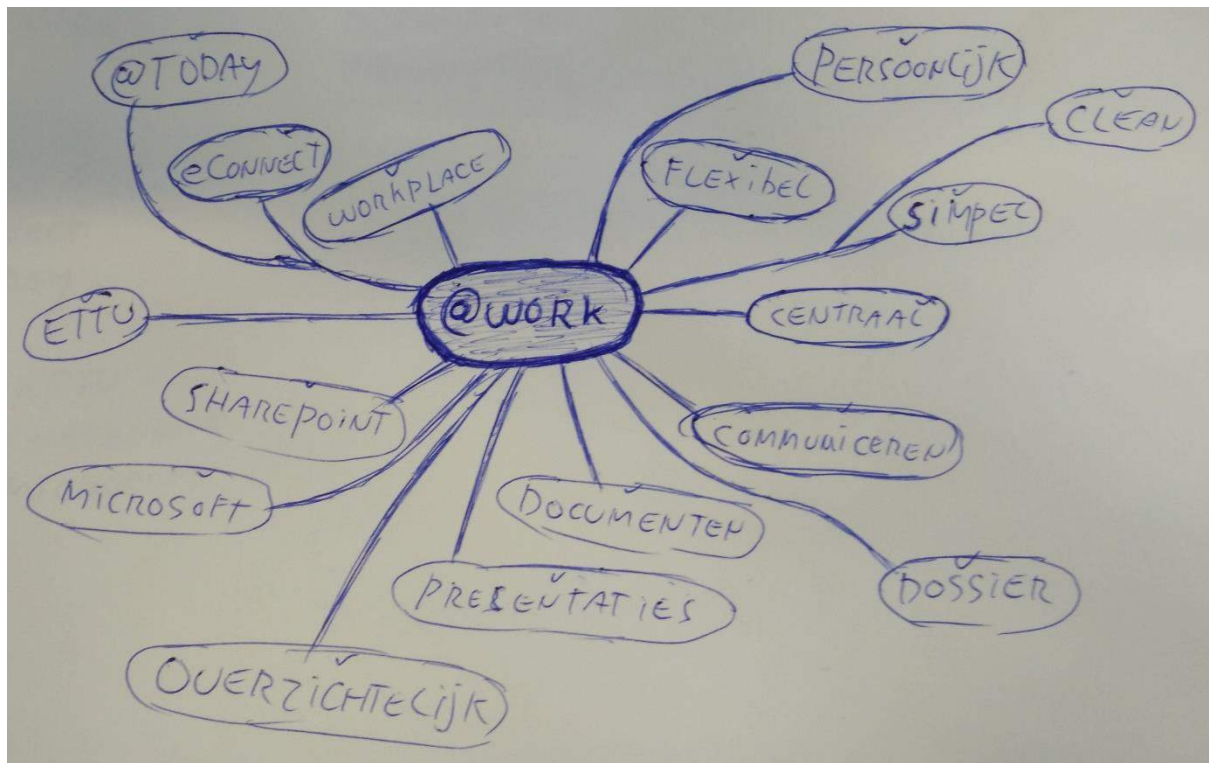 @TODAY
PERSOONLIJK
CLEAN
eCONNECT
WORKPLACE
FLEXIBEL
SIMPEL
@WORK
CENTRAAL
ETTU
SHAREPOINT
COMMUNICEREN
MICROSOFT
DOCUMENTEN
DOSSIER
PRESENTATIES
OVERZICHTELIJK